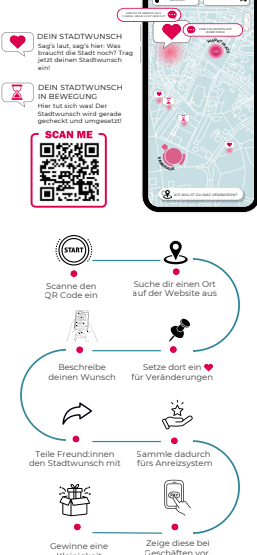 DEIN STADTWUNSCH
Sag's laut, sag's hier: Was
braucht die Stadt noch? Trag
jetzt deinen Stadtwunsch
ein!
DEIN STADTWUNSCH
IN BEWEGUNG
Hier tut sich was! Der
Stadtwunsch wird gerade
gecheckt und umgesetzt!
SCAN ME
START
Scanne den
QR Code ein
Suche dir einen Ort
auf der Website aus
Beschreibe
deinen Wunsch
Setze dort ein
für Veränderungen
Teile Freund:innen
den Stadtwunsch mit
Sammle dadurch
fürs Anreizsystem
Gewinne eine
Kleinigkeit
Zeige diese bei
Geschäften vor